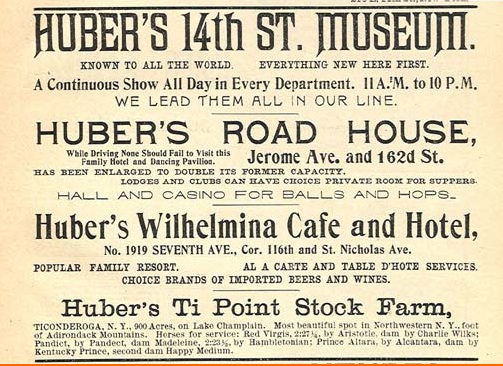 HUBER'S 14th ST. MUSEUM.
KNOWN TO ALL THE WORLD. EVERYTHING NEW HERE FIRST.
A Continuous Show All Day in Every Department. 11 A.M. to 10 P.M.
WE LEAD THEM ALL IN OUR LINE.
HUBER'S ROAD HOUSE,
While Driving None Should Fail to Visit this
Family Hotel and Dancing Pavilion.
Jerome Ave. and 162d St.
HAS BEEN ENLARGED TO DOUBLE ITS FORMER CAPACITY.
LODGES AND CLUBS CAN HAVE CHOICE PRIVATE ROOM FOR SUPPERS.
HALL AND CASINO FOR BALLS AND HOPS.
Huber's Wilhelmina Cafe and Hotel,
No. 1919 SEVENTH AVE., Cor. 116th and St. Nicholas Ave.
POPULAR FAMILY RESORT. AL A CARTE AND TABLE D'HOTE SERVICES.
CHOICE BRANDS OF IMPORTED BEERS AND WINES.
Huber's Ti Point Stock Farm,
TICONDEROGA, N. Y., 900 Acres, on Lake Champlain. Most beautiful spot in Northwestern N. Y., foot
of Adirondack Mountains. Horses for service: Red Virgis, 2:27¼, by Aristotle, dam by Charlie Wilks;
Pandict, by Pandect, dam Madeleine, 2:23½, by Hambletonian; Prince Altara, by Alcantara, dam by
Kentucky Prince, second dam Happy Medium.